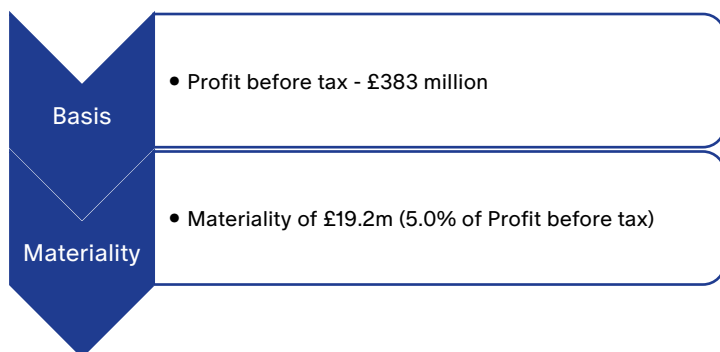 Basis
• Profit before tax - £383 million
Materiality
• Materiality of £19.2m (5.0% of Profit before tax)